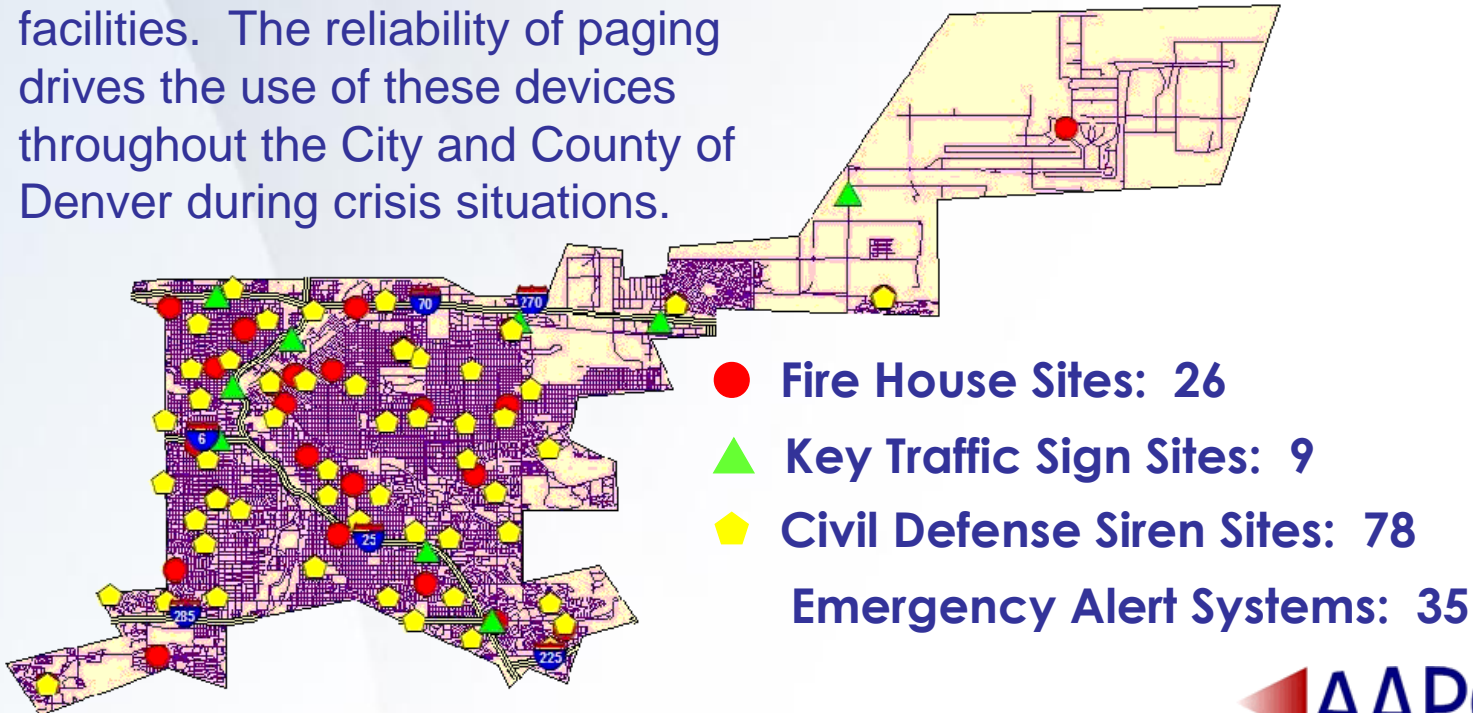 facilities. The reliability of paging
drives the use of these devices
throughout the City and County of
Denver during crisis situations.
70
270
Fire House Sites: 26
Key Traffic Sign Sites: 9
6
Civil Defense Siren Sites: 78
25
Emergency Alert Systems: 35
285
225